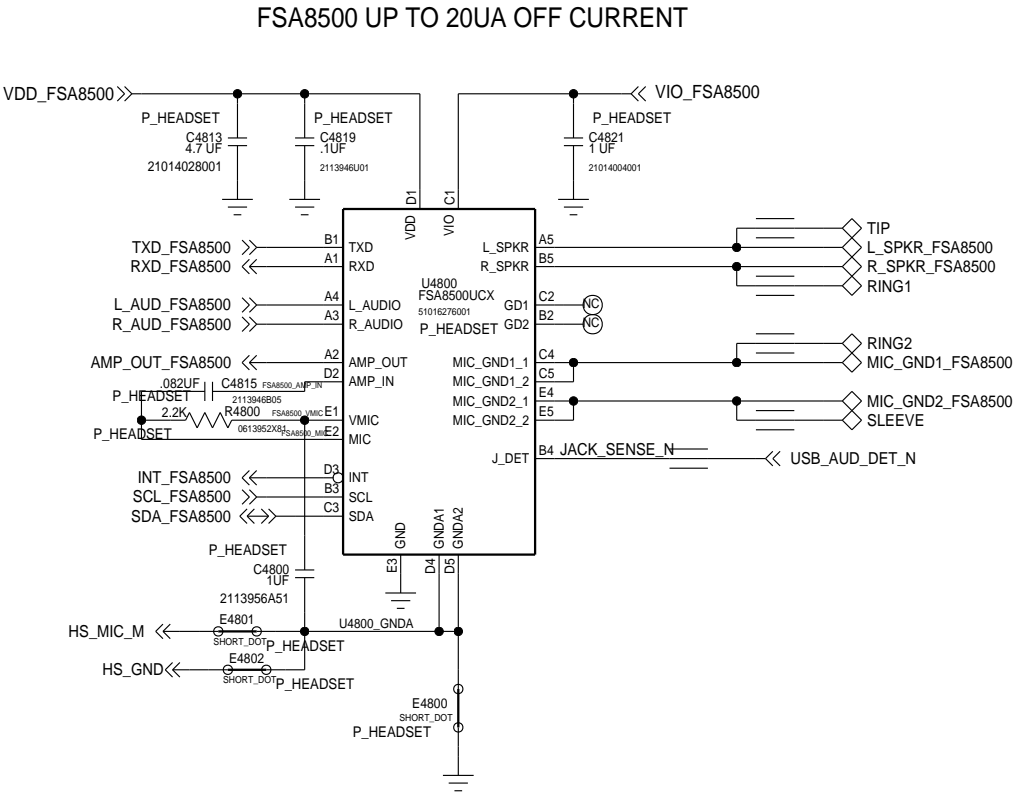 FSA8500 UP TO 20UA OFF CURRENT
VDD_FSA8500
VIO_FSA8500
P_HEADSET
C4813
4.7 UF
21014028001
P_HEADSET
C4819
.1UF
2113946U01
P_HEADSET
C4821
1 UF
21014004001
D1
C1
VDD
VIO
TXD_FSA8500
B1
TXD
RXD_FSA8500
A1
RXD
L_AUD_FSA8500
A4
L_AUDIO
R_AUD_FSA8500
A3
R_AUDIO
AMP_OUT_FSA8500
A2
AMP_OUT
D2
AMP_IN
.082UF
C4815
FSA8500_AMP_IN
P_HEADSET
2113946B05
2.2K
R4800
FSA8500_VMIC
E1
VMIC
P_HEADSET
0613952X81
FSA8500_MIC
E2
MIC
INT_FSA8500
D3
INT
SCL_FSA8500
B3
SCL
SDA_FSA8500
C3
SDA
U4800
FSA8500UCX
51016276001
P_HEADSET
L_SPKR
A5
R_SPKR
B5
GD1
C2
NC
GD2
B2
NC
MIC_GND1_1
C4
MIC_GND1_2
C5
MIC_GND2_1
E4
MIC_GND2_2
E5
J_DET
B4
JACK_SENSE_N
TIP
L_SPKR_FSA8500
R_SPKR_FSA8500
RING1
RING2
MIC_GND1_FSA8500
MIC_GND2_FSA8500
SLEEVE
USB_AUD_DET_N
GND
GNDA1
GNDA2
E3
D4
D5
P_HEADSET
C4800
1UF
2113956A51
HS_MIC_M
E4801
SHORT_DOT
P_HEADSET
U4800_GNDA
HS_GND
E4802
SHORT_DOT
P_HEADSET
E4800
SHORT_DOT
P_HEADSET